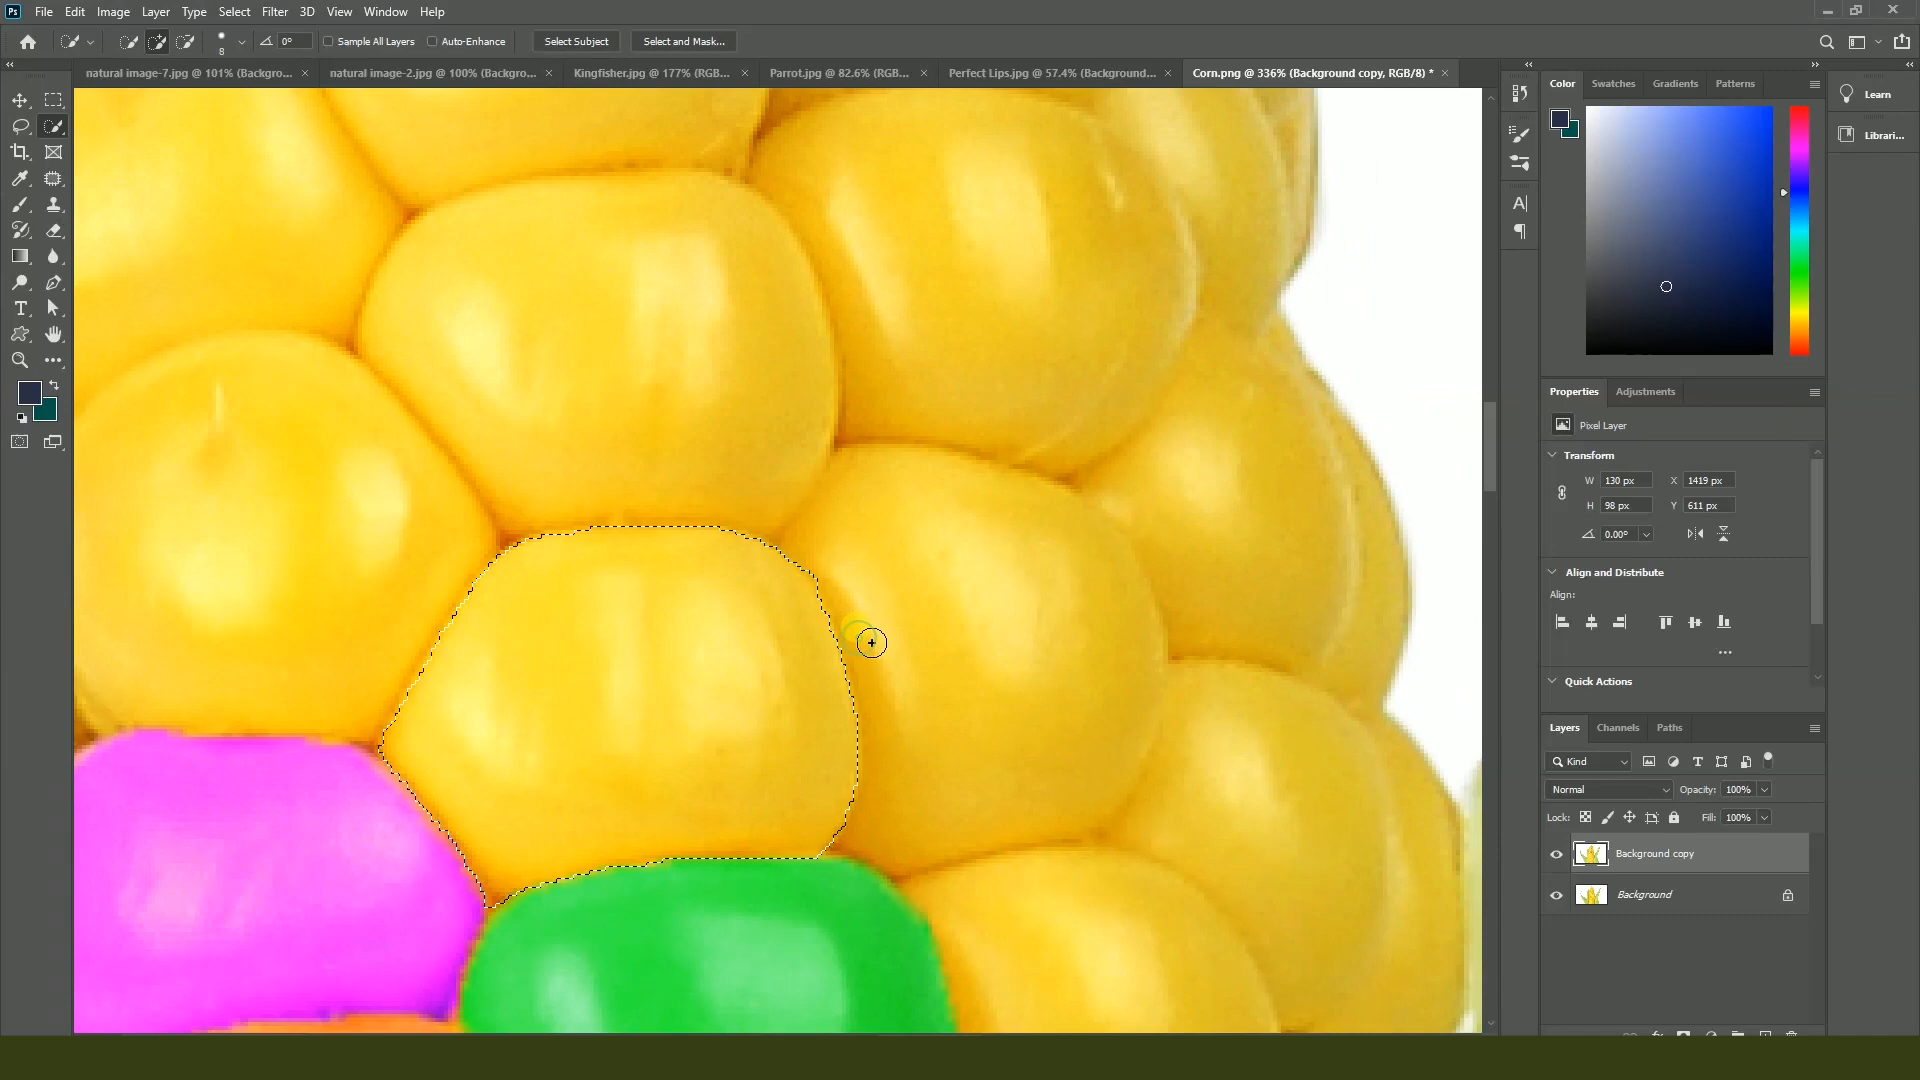 Ps File Edit Image Layer Type Select Filter 3D View Window Help
8 0° Sample All Layers Auto-Enhance Select Subject Select and Mask...
natural image-7.jpg @ 101% (Backgro... natural image-2.jpg @ 100% (Backgro... Kingfisher.jpg @ 177% (RGB... Parrot.jpg @ 82.6% (RGB... Perfect Lips.jpg @ 57.4% (Background... Corn.png @ 336% (Background copy, RGB/8) *
Color Swatches Gradients Patterns
Learn
Librari...
Properties Adjustments
Pixel Layer
Transform
W 130 px X 1419 px
H 98 px Y 611 px
0.00°
Align and Distribute
Align:
Quick Actions
Layers Channels Paths
Kind
Normal Opacity: 100%
Lock: Fill: 100%
Background copy
Background